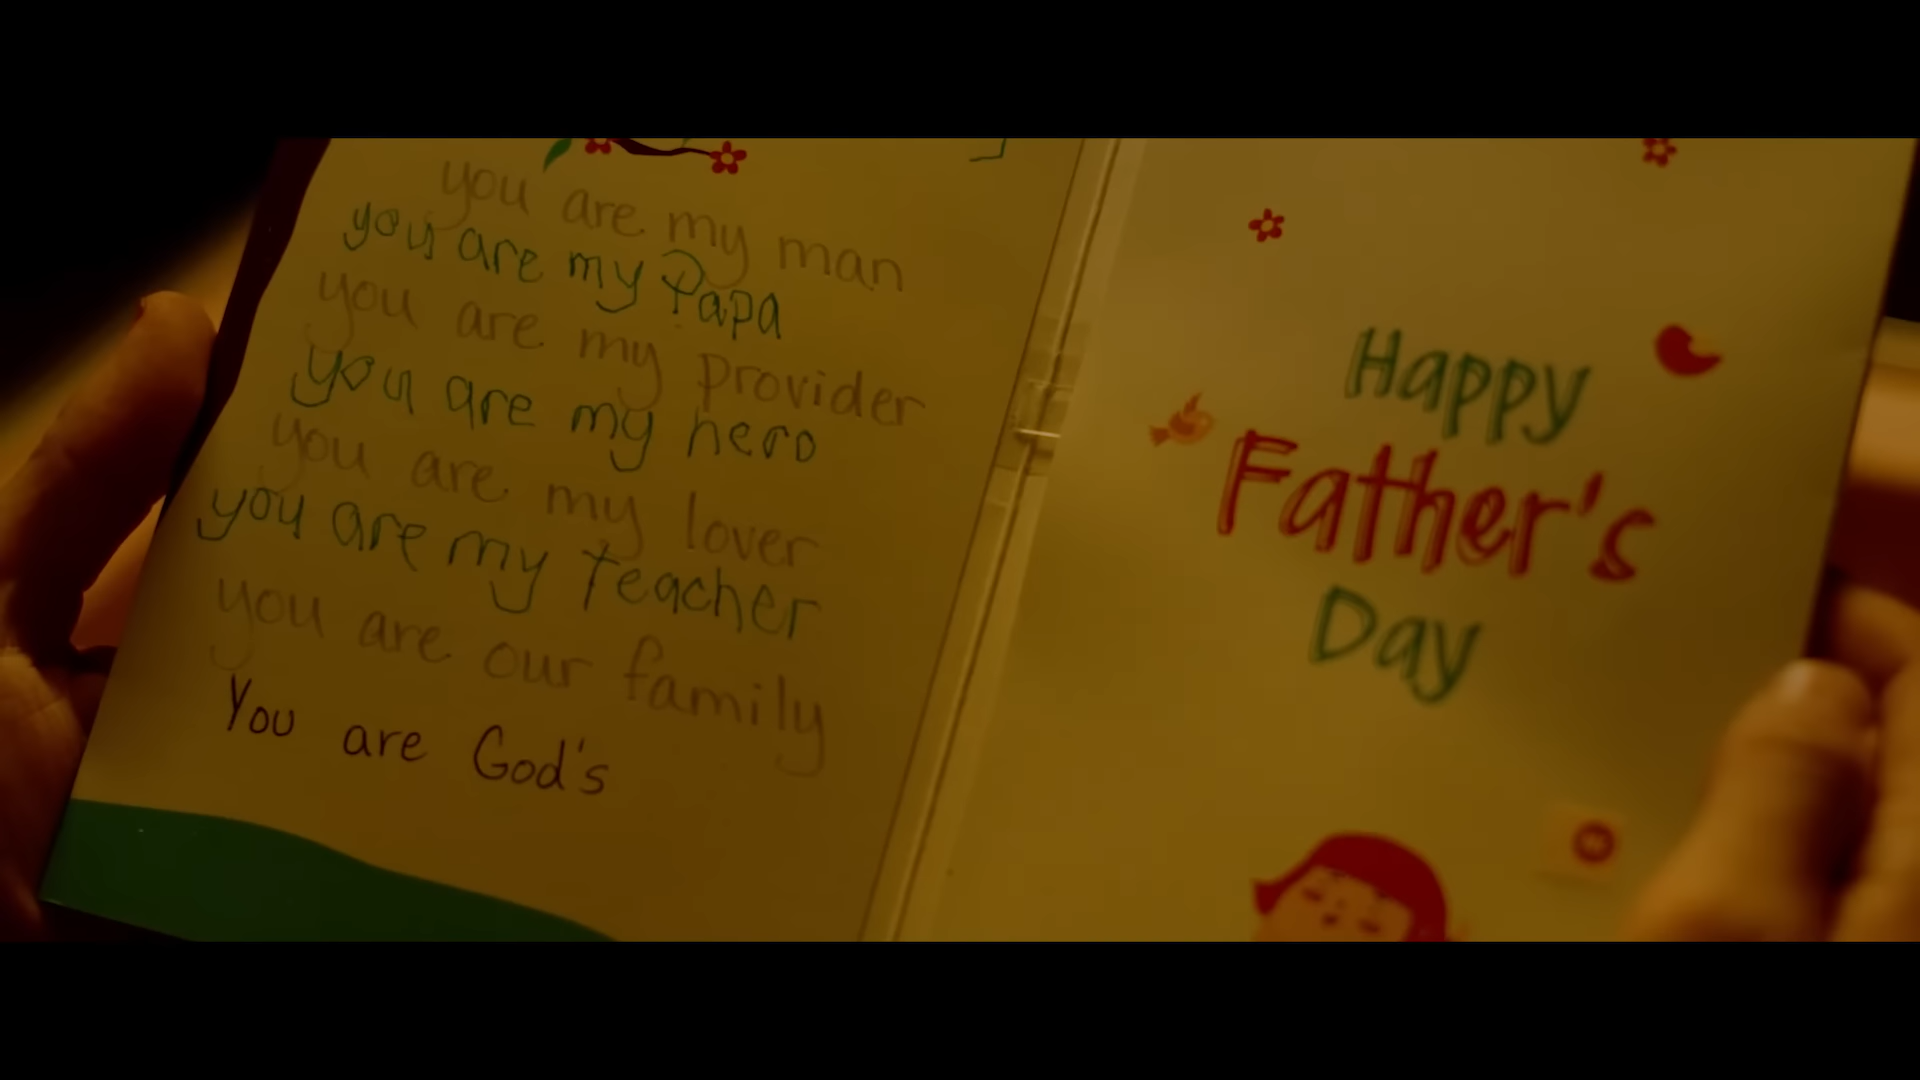 you are my man
you are my Papa
you are my provider
you are my hero
you are my lover
you are my teacher
you are our family
You are God's
Happy
Father's
Day